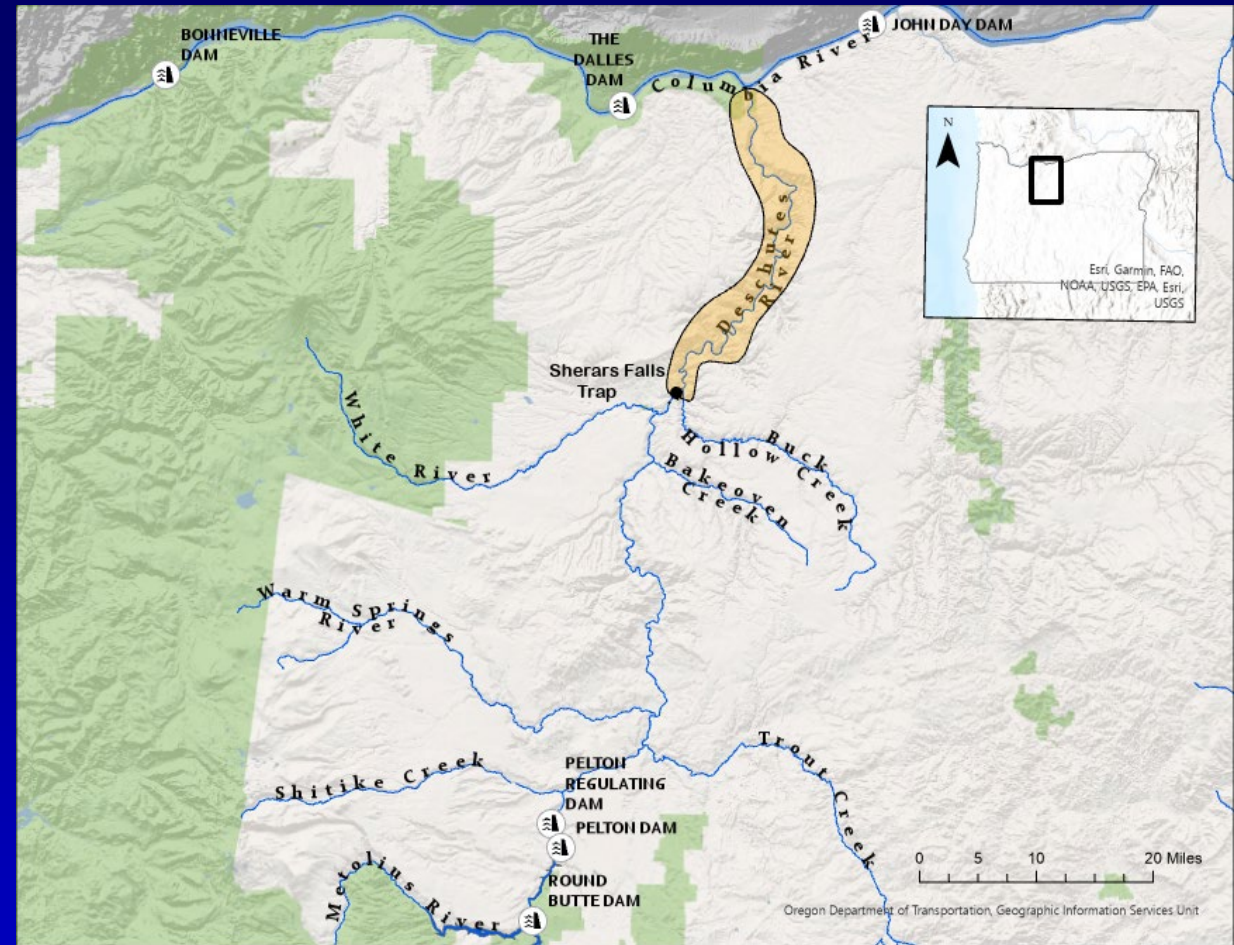 BONNEVILLE
DAM
THE
DALLES
DAM
JOHN DAY DAM
Columbia River
N
Esri, Garmin, FAO,
NOAA, USGS, EPA, Esri,
USGS
Deschutes
River
Sherars Falls
Trap
White River
Buck
Hollow Creek
Creek
Bakeoven
Creek
Warm Springs
River
Trout Creek
Shitike Creek
PELTON
REGULATING
DAM
PELTON DAM
ROUND
BUTTE DAM
Metolius River
0 5 10 20 Miles
Oregon Department of Transportation, Geographic Information Services Unit